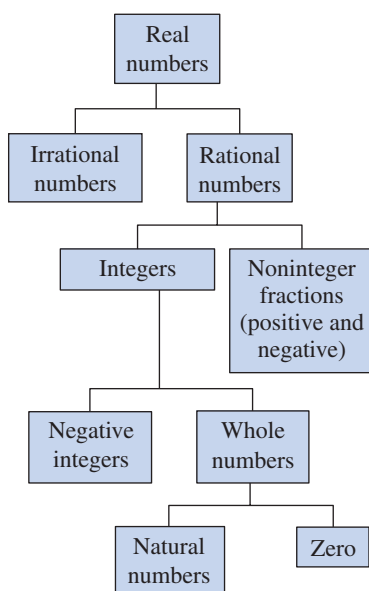 Real
numbers
Irrational
numbers
Rational
numbers
Integers
Noninteger
fractions
(positive and
negative)
Negative
integers
Whole
numbers
Natural
numbers
Zero